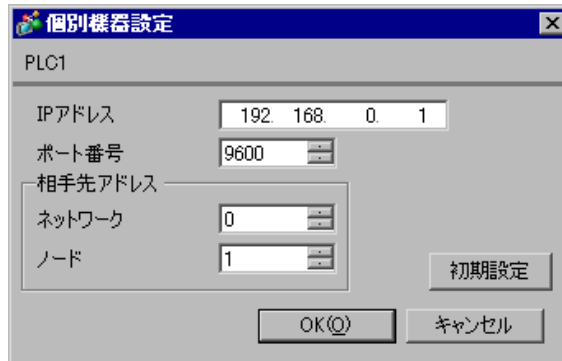 個別機器設定
PLC1
IPアドレス 192. 168. 0. 1
ポート番号 9600
相手先アドレス
ネットワーク 0
ノード 1
初期設定
OK(O) キャンセル